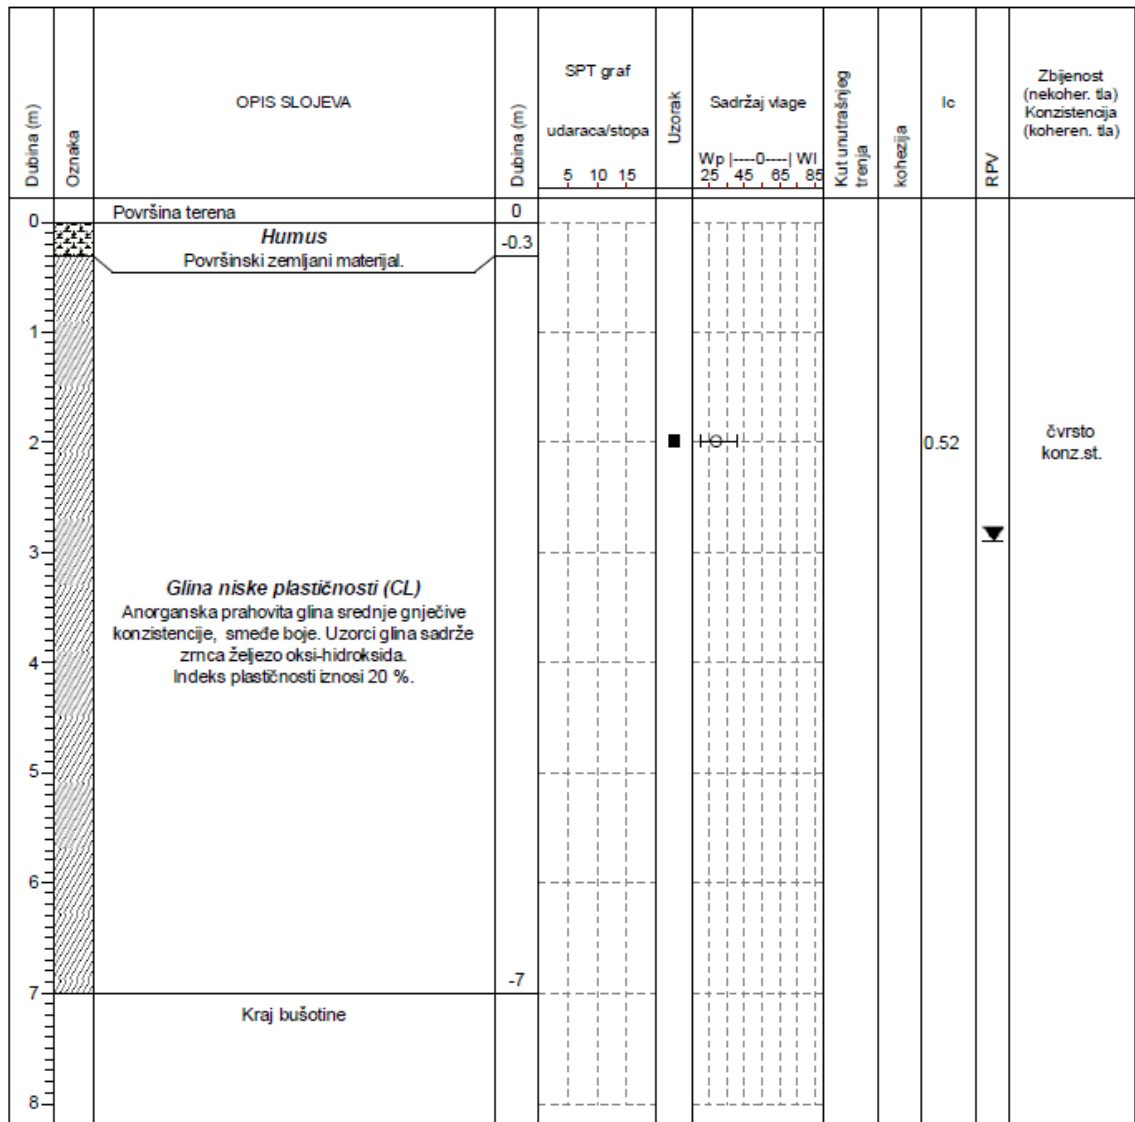 Dubina (m)
Oznaka
OPIS SLOJEVA
Dubina (m)
SPT graf
udaraca/stopa
5 10 15
Uzorak
Sadržaj vlage
Wp |----0----| Wl
25 45 65 85
Kut unutrašnjeg
trenja
kohezija
Ic
RPV
Zbijenost
(nekoher. tla)
Konzistencija
(koheren. tla)
0
Površina terena
0
Humus
-0.3
Površinski zemljani materijal.
1
2
0.52
čvrsto
konz.st.
3
Glina niske plastičnosti (CL)
Anorganska prahovita glina srednje gnječive
konzistencije, smeđe boje. Uzorci glina sadrže
zrnca željezo oksi-hidroksida.
Indeks plastičnosti iznosi 20 %.
4
5
6
-7
7
Kraj bušotine
8